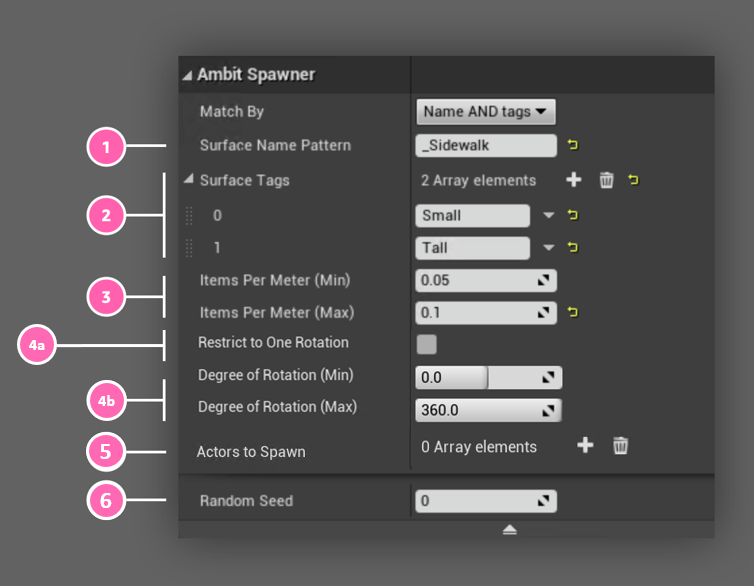 Ambit Spawner
Match By Name AND tags
1 Surface Name Pattern _Sidewalk
Surface Tags 2 Array elements
2 0 Small
1 Tall
Items Per Meter (Min) 0.05
3
Items Per Meter (Max) 0.1
4a Restrict to One Rotation
Degree of Rotation (Min) 0.0
4b
Degree of Rotation (Max) 360.0
5 Actors to Spawn 0 Array elements
6 Random Seed 0